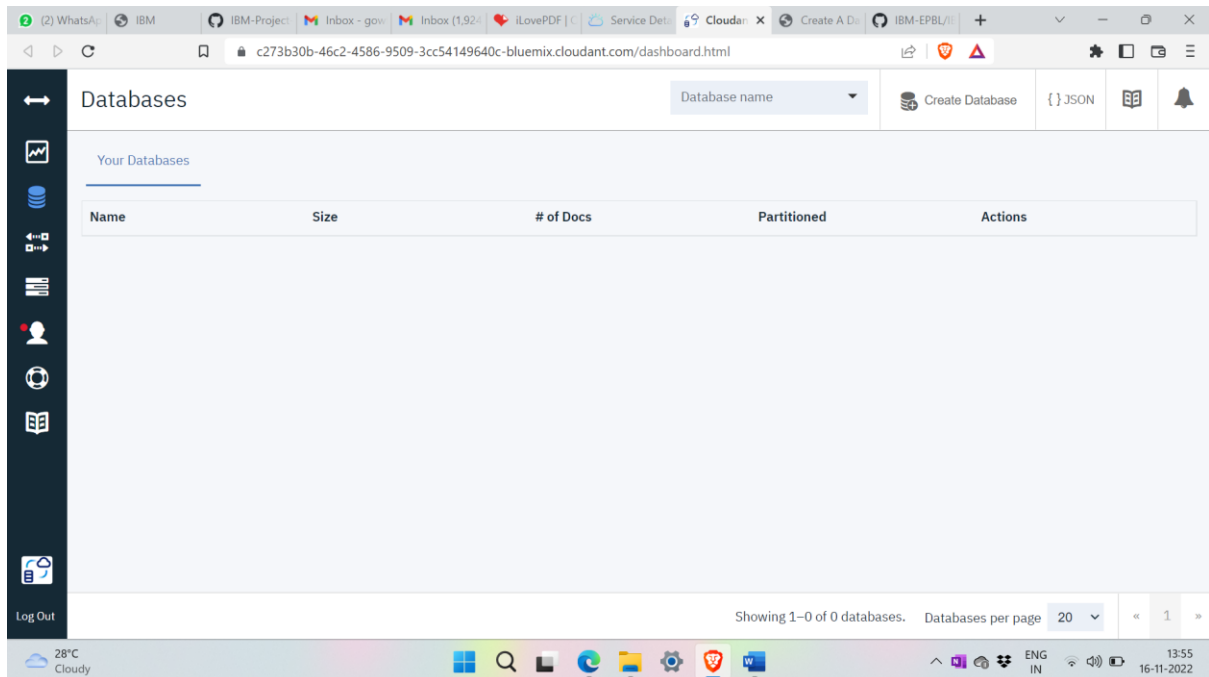 2 (2) WhatsAp IBM IBM-Project Inbox - gow Inbox (1,924 iLovePDF | Service Deta Cloudan Create A Da IBM-EPBL/IB
c273b30b-46c2-4586-9509-3cc54149640c-bluemix.cloudant.com/dashboard.html
Databases Database name Create Database { } JSON
Your Databases
Name Size # of Docs Partitioned Actions
Log Out Showing 1–0 of 0 databases. Databases per page 20 « 1 »
28°C
Cloudy
ENG
IN
13:55
16-11-2022